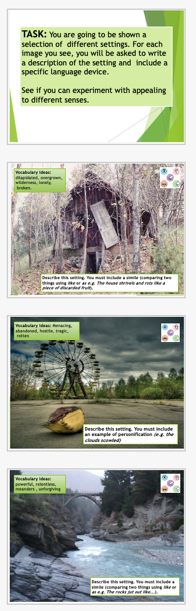 TASK: You are going to be shown a
selection of different settings. For each
image you see, you will be asked to write
a description of the setting and include a
specific language device.
See if you can experiment with appealing
to different senses.
Vocabulary ideas:
dilapidated, overgrown,
wilderness, lonely,
broken.
Describe this setting. You must include a simile (comparing two
things using like or as e.g. The house shrivels and rots like a
piece of discarded fruit).
Vocabulary ideas: menacing,
abandoned, hostile, tragic,
Describe this setting. You must include
an example of personification (e.g. the
clouds scowled)
Vocabulary ideas:
powerful, relentless,
meanders , unforgiving
Describe this setting. You must include a
simile (comparing two things using like or
as e.g. The rocks jut out like...).